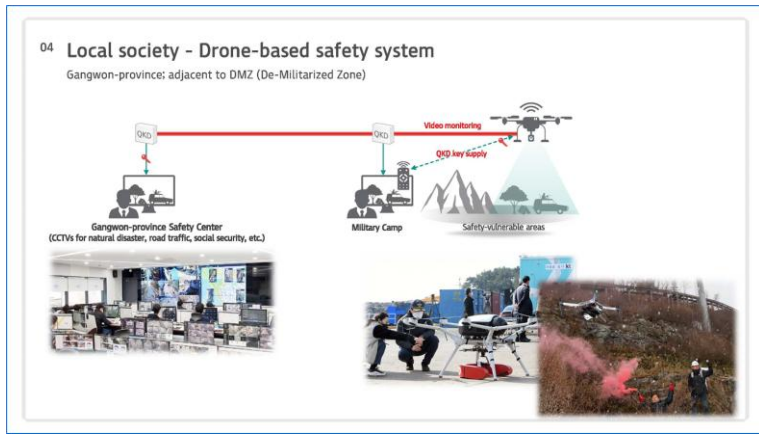 04 Local society - Drone-based safety system
Gangwon-province; adjacent to DMZ (De-Militarized Zone)
QKD
QKD
Video monitoring
QKD key supply
Gangwon-province Safety Center
(CCTVs for natural disaster, road traffic, social security, etc.)
Military Camp
Safety-vulnerable areas